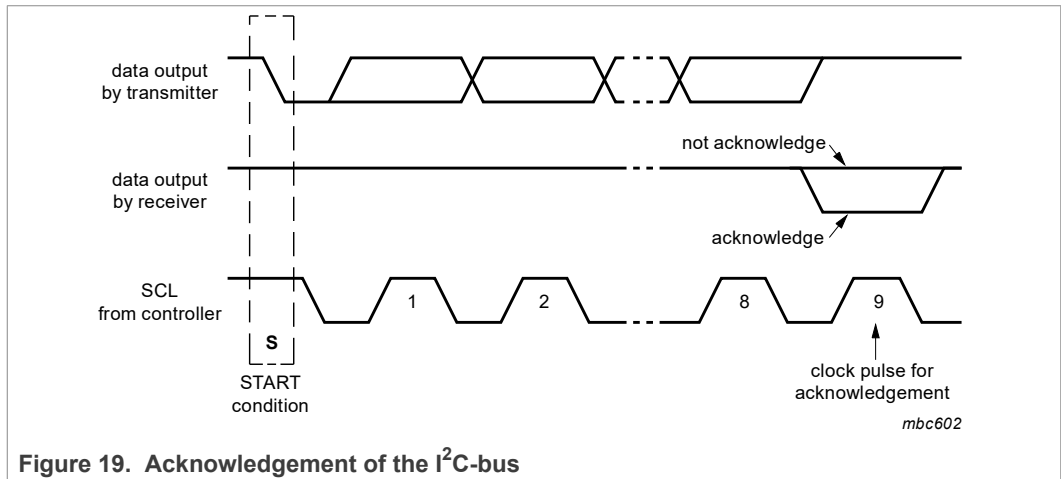 data output
by transmitter
not acknowledge
data output
by receiver
acknowledge
SCL
from controller
1
2
8
9
S
START
condition
clock pulse for
acknowledgement
mbc602
Figure 19. Acknowledgement of the I²C-bus